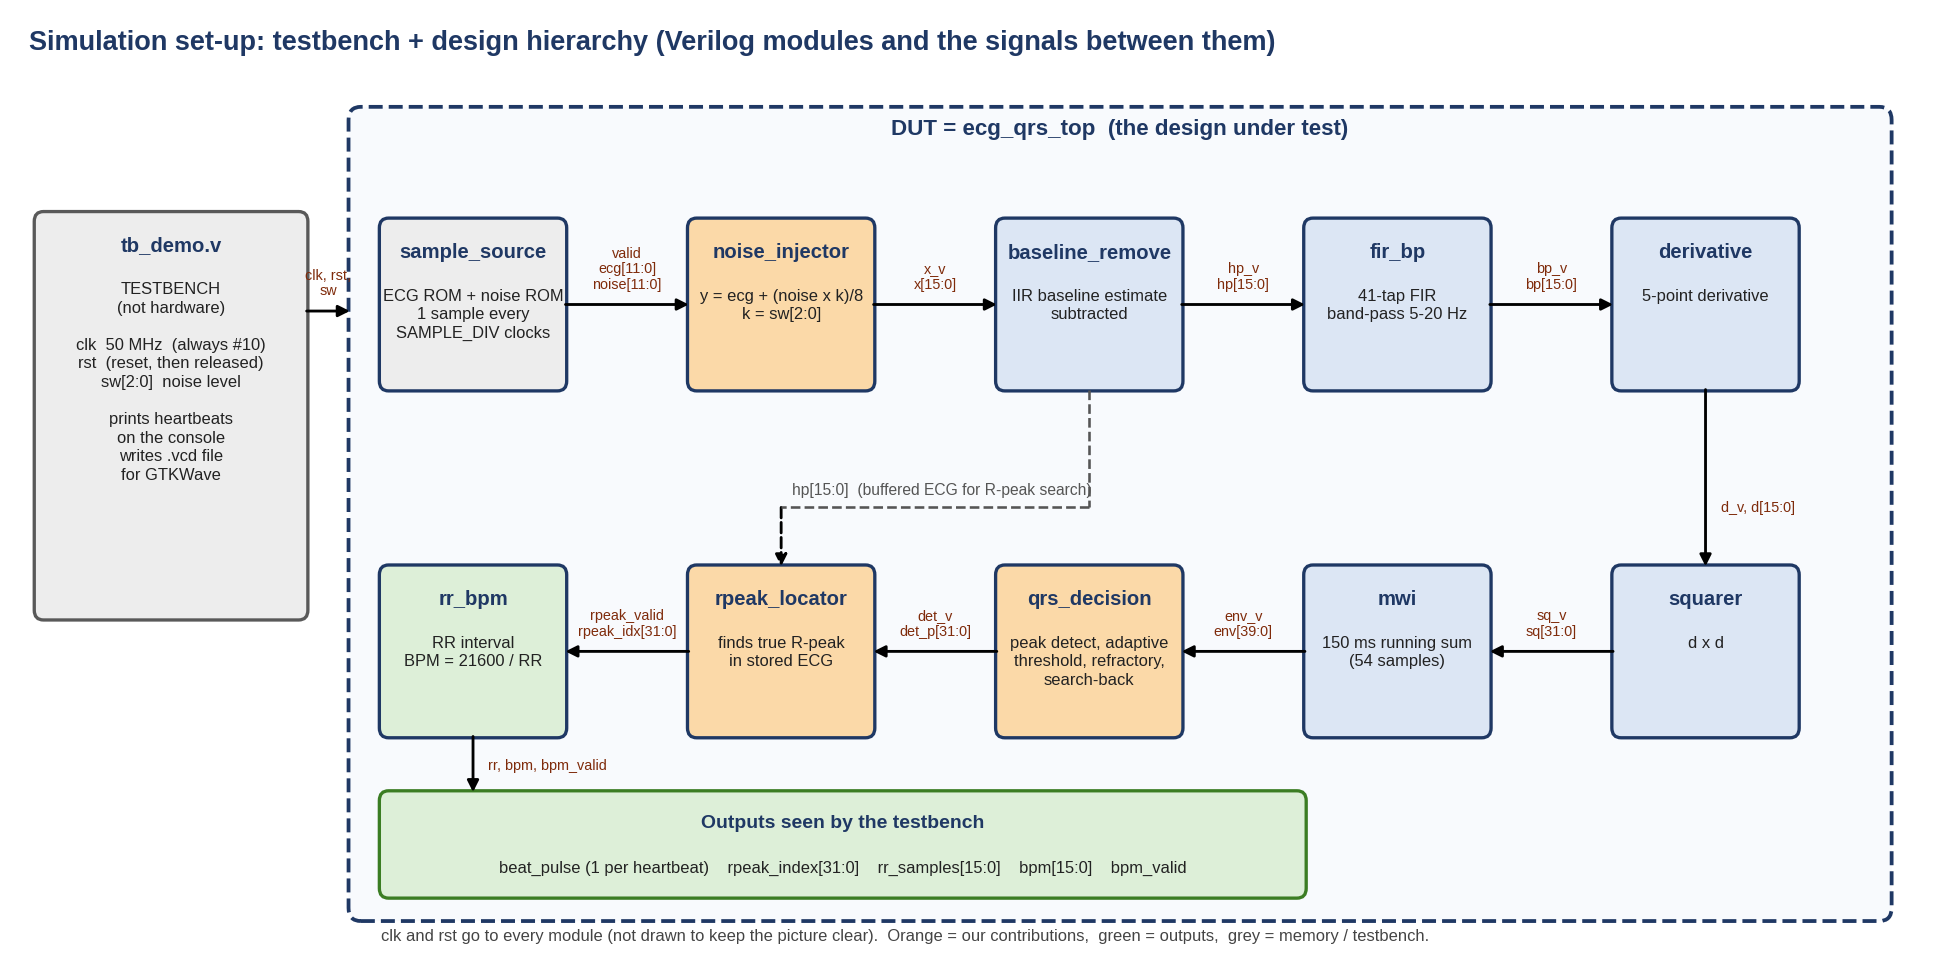 Simulation set-up: testbench + design hierarchy (Verilog modules and the signals between them)
DUT = ecg_qrs_top  (the design under test)
tb_demo.v
TESTBENCH
(not hardware)
clk  50 MHz  (always #10)
rst  (reset, then released)
sw[2:0]  noise level
prints heartbeats
on the console
writes .vcd file
for GTKWave
clk, rst
sw
sample_source
ECG ROM + noise ROM
1 sample every
SAMPLE_DIV clocks
valid
ecg[11:0]
noise[11:0]
noise_injector
y = ecg + (noise x k)/8
k = sw[2:0]
x_v
x[15:0]
baseline_remove
IIR baseline estimate
subtracted
hp_v
hp[15:0]
fir_bp
41-tap FIR
band-pass 5-20 Hz
bp_v
bp[15:0]
derivative
5-point derivative
hp[15:0]  (buffered ECG for R-peak search)
d_v, d[15:0]
rr_bpm
RR interval
BPM = 21600 / RR
rpeak_valid
rpeak_idx[31:0]
rpeak_locator
finds true R-peak
in stored ECG
det_v
det_p[31:0]
qrs_decision
peak detect, adaptive
threshold, refractory,
search-back
env_v
env[39:0]
mwi
150 ms running sum
(54 samples)
sq_v
sq[31:0]
squarer
d x d
rr, bpm, bpm_valid
Outputs seen by the testbench
beat_pulse (1 per heartbeat)    rpeak_index[31:0]    rr_samples[15:0]    bpm[15:0]    bpm_valid
clk and rst go to every module (not drawn to keep the picture clear).  Orange = our contributions,  green = outputs,  grey = memory / testbench.